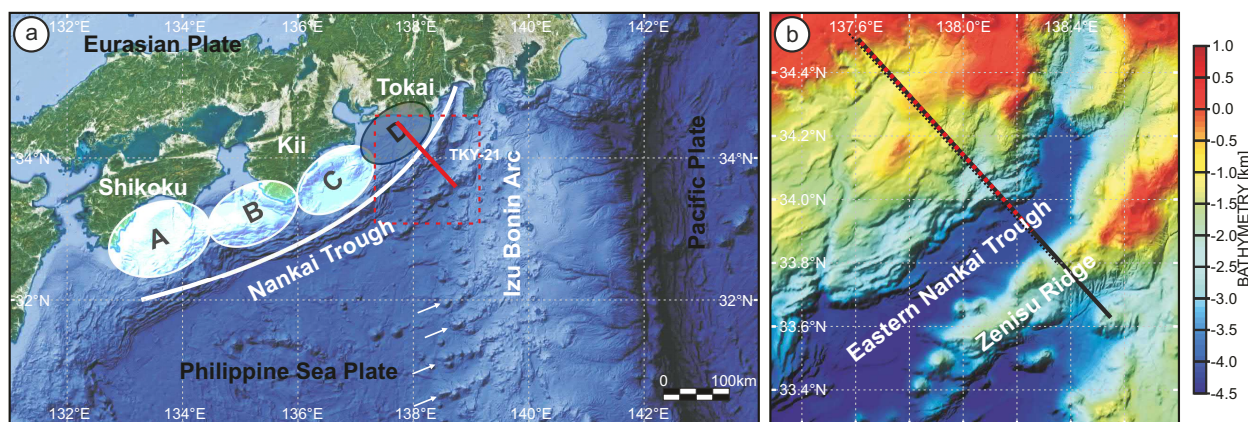 a
Eurasian Plate
132°E 134°E 136°E 138°E 140°E 142°E
Tokai
D
Kii
TKY-21
34°N
Shikoku
C
B
A
Nankai Trough
Izu Bonin Arc
Pacific Plate
32°N
Philippine Sea Plate
0 100km
132°E 134°E 136°E 138°E 140°E 142°E
b
137.6°E 138.0°E 138.4°E
34.4°N
34.2°N
34.0°N
33.8°N
33.6°N
33.4°N
Eastern Nankai Trough
Zenisu Ridge
1.0
0.5
0.0
-0.5
-1.0
-1.5
-2.0
-2.5
-3.0
-3.5
-4.0
-4.5
BATHYMETRY [km]